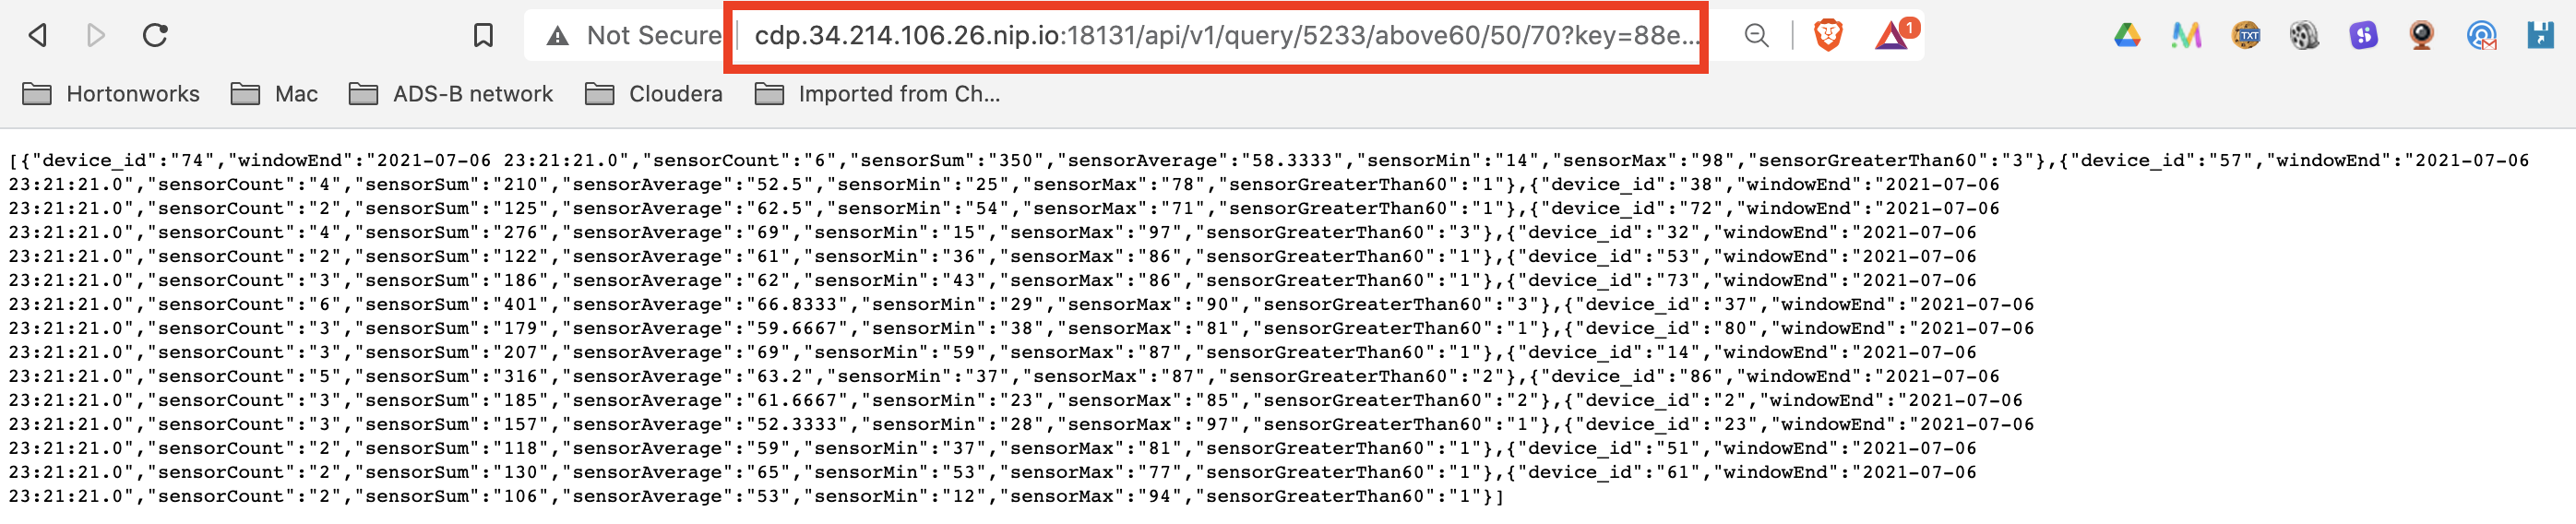 Not Secure
cdp.34.214.106.26.nip.io:18131/api/v1/query/5233/above60/50/70?key=88e...
1
TXT
Hortonworks
Mac
ADS-B network
Cloudera
Imported from Ch...
[{"device_id":"74","windowEnd":"2021-07-06 23:21:21.0","sensorCount":"6","sensorSum":"350","sensorAverage":"58.3333","sensorMin":"14","sensorMax":"98","sensorGreaterThan60":"3"},{"device_id":"57","windowEnd":"2021-07-06
23:21:21.0","sensorCount":"4","sensorSum":"210","sensorAverage":"52.5","sensorMin":"25","sensorMax":"78","sensorGreaterThan60":"1"},{"device_id":"38","windowEnd":"2021-07-06
23:21:21.0","sensorCount":"2","sensorSum":"125","sensorAverage":"62.5","sensorMin":"54","sensorMax":"71","sensorGreaterThan60":"1"},{"device_id":"72","windowEnd":"2021-07-06
23:21:21.0","sensorCount":"4","sensorSum":"276","sensorAverage":"69","sensorMin":"15","sensorMax":"97","sensorGreaterThan60":"3"},{"device_id":"32","windowEnd":"2021-07-06
23:21:21.0","sensorCount":"2","sensorSum":"122","sensorAverage":"61","sensorMin":"36","sensorMax":"86","sensorGreaterThan60":"1"},{"device_id":"53","windowEnd":"2021-07-06
23:21:21.0","sensorCount":"3","sensorSum":"186","sensorAverage":"62","sensorMin":"43","sensorMax":"86","sensorGreaterThan60":"1"},{"device_id":"73","windowEnd":"2021-07-06
23:21:21.0","sensorCount":"6","sensorSum":"401","sensorAverage":"66.8333","sensorMin":"29","sensorMax":"90","sensorGreaterThan60":"3"},{"device_id":"37","windowEnd":"2021-07-06
23:21:21.0","sensorCount":"3","sensorSum":"179","sensorAverage":"59.6667","sensorMin":"38","sensorMax":"81","sensorGreaterThan60":"1"},{"device_id":"80","windowEnd":"2021-07-06
23:21:21.0","sensorCount":"3","sensorSum":"207","sensorAverage":"69","sensorMin":"59","sensorMax":"87","sensorGreaterThan60":"1"},{"device_id":"14","windowEnd":"2021-07-06
23:21:21.0","sensorCount":"5","sensorSum":"316","sensorAverage":"63.2","sensorMin":"37","sensorMax":"87","sensorGreaterThan60":"2"},{"device_id":"86","windowEnd":"2021-07-06
23:21:21.0","sensorCount":"3","sensorSum":"185","sensorAverage":"61.6667","sensorMin":"23","sensorMax":"85","sensorGreaterThan60":"2"},{"device_id":"2","windowEnd":"2021-07-06
23:21:21.0","sensorCount":"3","sensorSum":"157","sensorAverage":"52.3333","sensorMin":"28","sensorMax":"97","sensorGreaterThan60":"1"},{"device_id":"23","windowEnd":"2021-07-06
23:21:21.0","sensorCount":"2","sensorSum":"118","sensorAverage":"59","sensorMin":"37","sensorMax":"81","sensorGreaterThan60":"1"},{"device_id":"51","windowEnd":"2021-07-06
23:21:21.0","sensorCount":"2","sensorSum":"130","sensorAverage":"65","sensorMin":"53","sensorMax":"77","sensorGreaterThan60":"1"},{"device_id":"61","windowEnd":"2021-07-06
23:21:21.0","sensorCount":"2","sensorSum":"106","sensorAverage":"53","sensorMin":"12","sensorMax":"94","sensorGreaterThan60":"1"}]